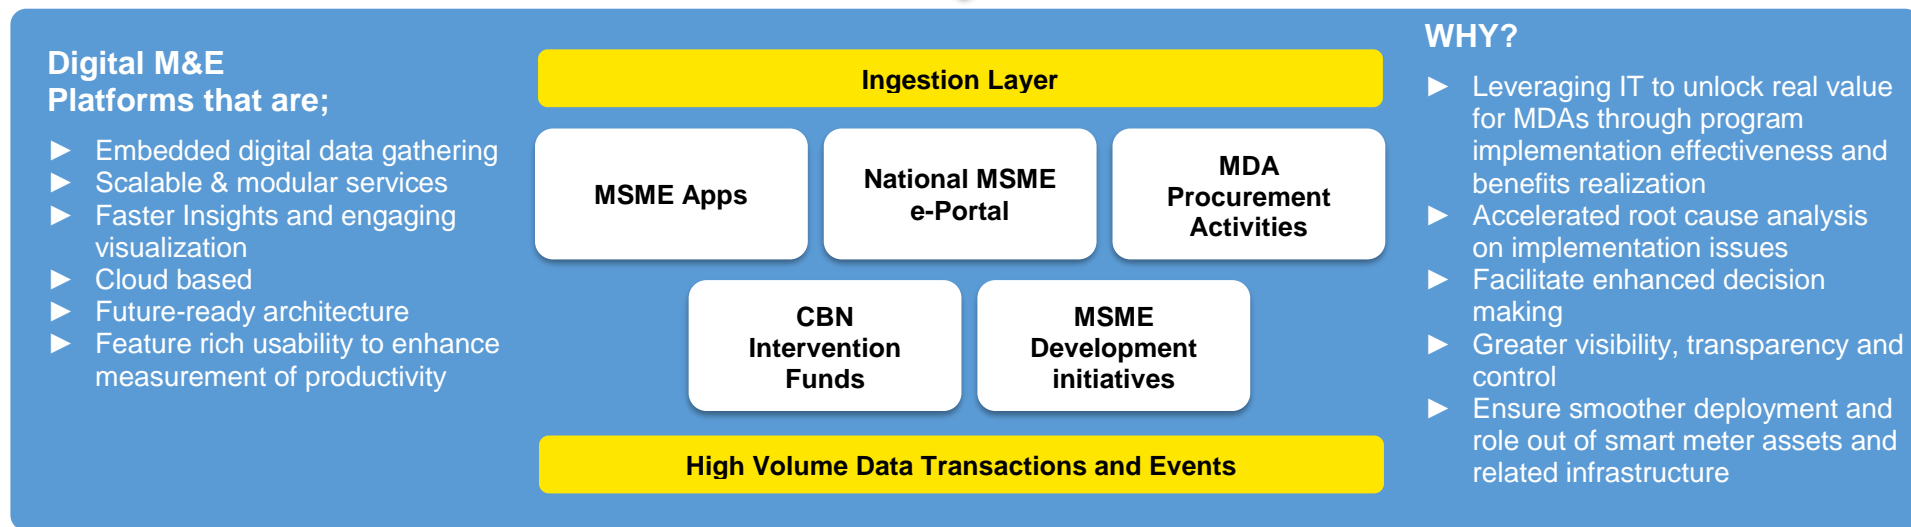 Digital M&E
Platforms that are;
► Embedded digital data gathering
► Scalable & modular services
► Faster Insights and engaging
visualization
► Cloud based
► Future-ready architecture
► Feature rich usability to enhance
measurement of productivity
Ingestion Layer
MSME Apps
National MSME
e-Portal
MDA
Procurement
Activities
CBN
Intervention
Funds
MSME
Development
initiatives
High Volume Data Transactions and Events
WHY?
► Leveraging IT to unlock real value
for MDAs through program
implementation effectiveness and
benefits realization
► Accelerated root cause analysis
on implementation issues
► Facilitate enhanced decision
making
► Greater visibility, transparency and
control
► Ensure smoother deployment and
role out of smart meter assets and
related infrastructure